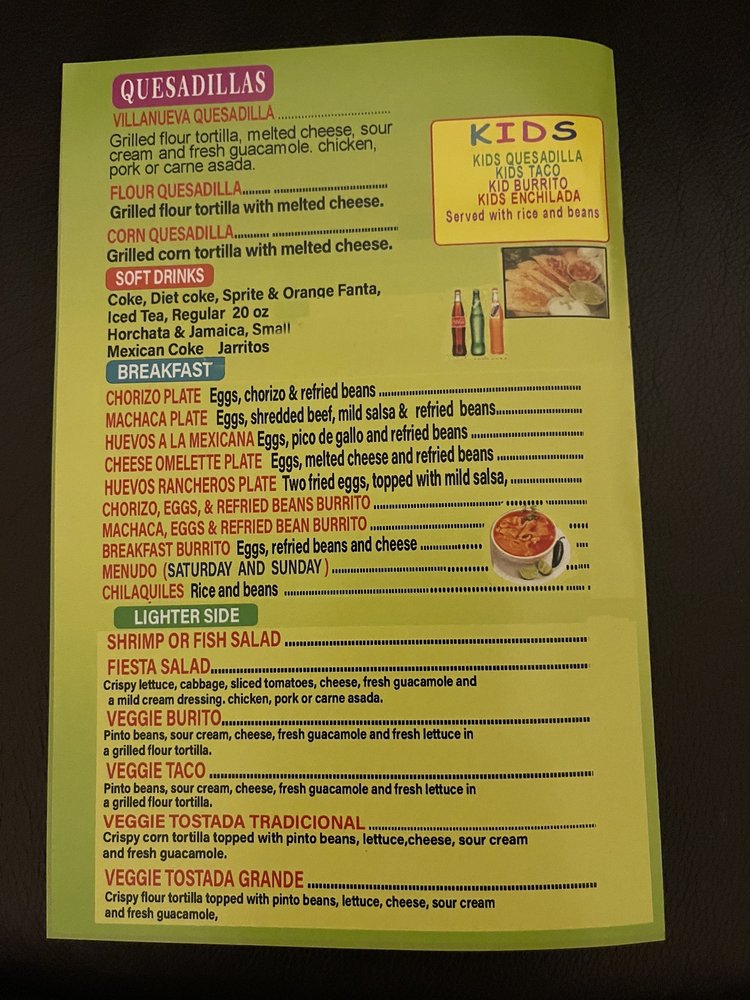 QUESADILLAS
VILLANUEVA QUESADILLA ..............................
Grilled flour tortilla, melted cheese, sour
cream and fresh guacamole. chicken,
pork or carne asada.
FLOUR QUESADILLA......... ..............................
Grilled flour tortilla with melted cheese.
CORN QUESADILLA......... ..............................
Grilled corn tortilla with melted cheese.
KIDS
KIDS QUESADILLA
KIDS TACO
KID BURRITO
KIDS ENCHILADA
Served with rice and beans
SOFT DRINKS
Coke, Diet coke, Sprite & Orange Fanta,
Iced Tea, Regular 20 oz
Horchata & Jamaica, Small
Mexican Coke Jarritos
BREAKFAST
CHORIZO PLATE Eggs, chorizo & refried beans ..............................
MACHACA PLATE Eggs, shredded beef, mild salsa & refried beans..............................
HUEVOS A LA MEXICANA Eggs, pico de gallo and refried beans ..............................
CHEESE OMELETTE PLATE Eggs, melted cheese and refried beans ..............................
HUEVOS RANCHEROS PLATE Two fried eggs, topped with mild salsa, ..............................
CHORIZO, EGGS, & REFRIED BEANS BURRITO ..............................
MACHACA, EGGS & REFRIED BEAN BURRITO ..............................
BREAKFAST BURRITO Eggs, refried beans and cheese ..............................
MENUDO (SATURDAY AND SUNDAY) ..............................
CHILAQUILES Rice and beans ..............................
LIGHTER SIDE
SHRIMP OR FISH SALAD ..............................
FIESTA SALAD..............................
Crispy lettuce, cabbage, sliced tomatoes, cheese, fresh guacamole and
a mild cream dressing. chicken, pork or carne asada.
VEGGIE BURITO..............................
Pinto beans, sour cream, cheese, fresh guacamole and fresh lettuce in
a grilled flour tortilla.
VEGGIE TACO ..............................
Pinto beans, sour cream, cheese, fresh guacamole and fresh lettuce in
a grilled flour tortilla.
VEGGIE TOSTADA TRADICIONAL ..............................
Crispy corn tortilla topped with pinto beans, lettuce,cheese, sour cream
and fresh guacamole.
VEGGIE TOSTADA GRANDE ..............................
Crispy flour tortilla topped with pinto beans, lettuce, cheese, sour cream
and fresh guacamole,